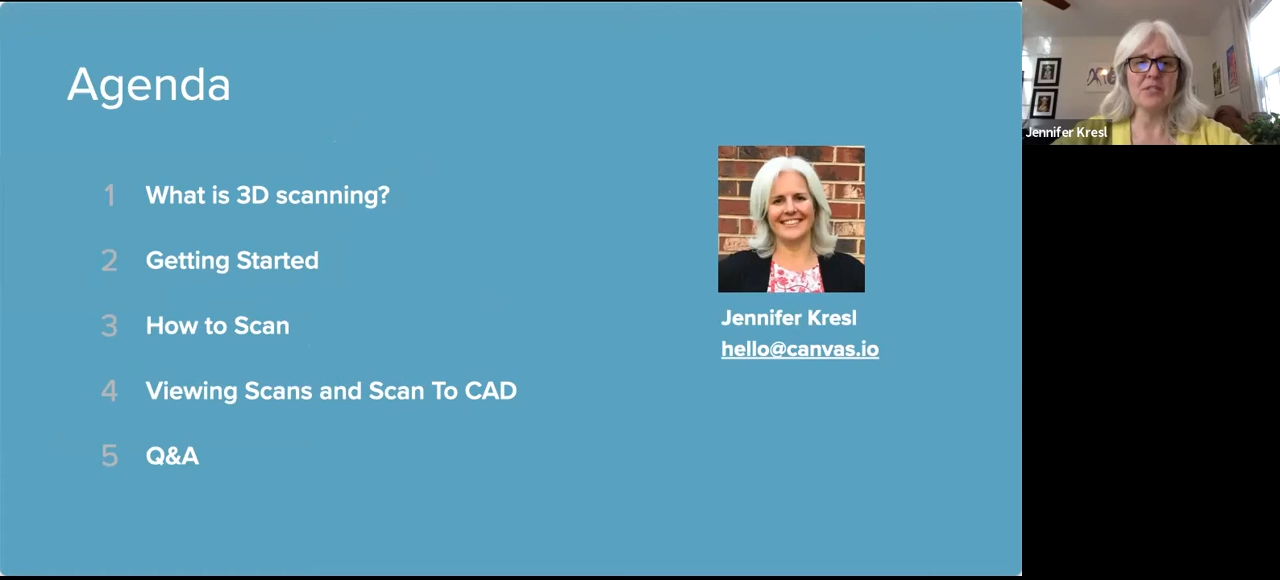 Agenda
1 What is 3D scanning?
2 Getting Started
3 How to Scan
4 Viewing Scans and Scan To CAD
5 Q&A
Jennifer Kresl
hello@canvas.io
Jennifer Kresl